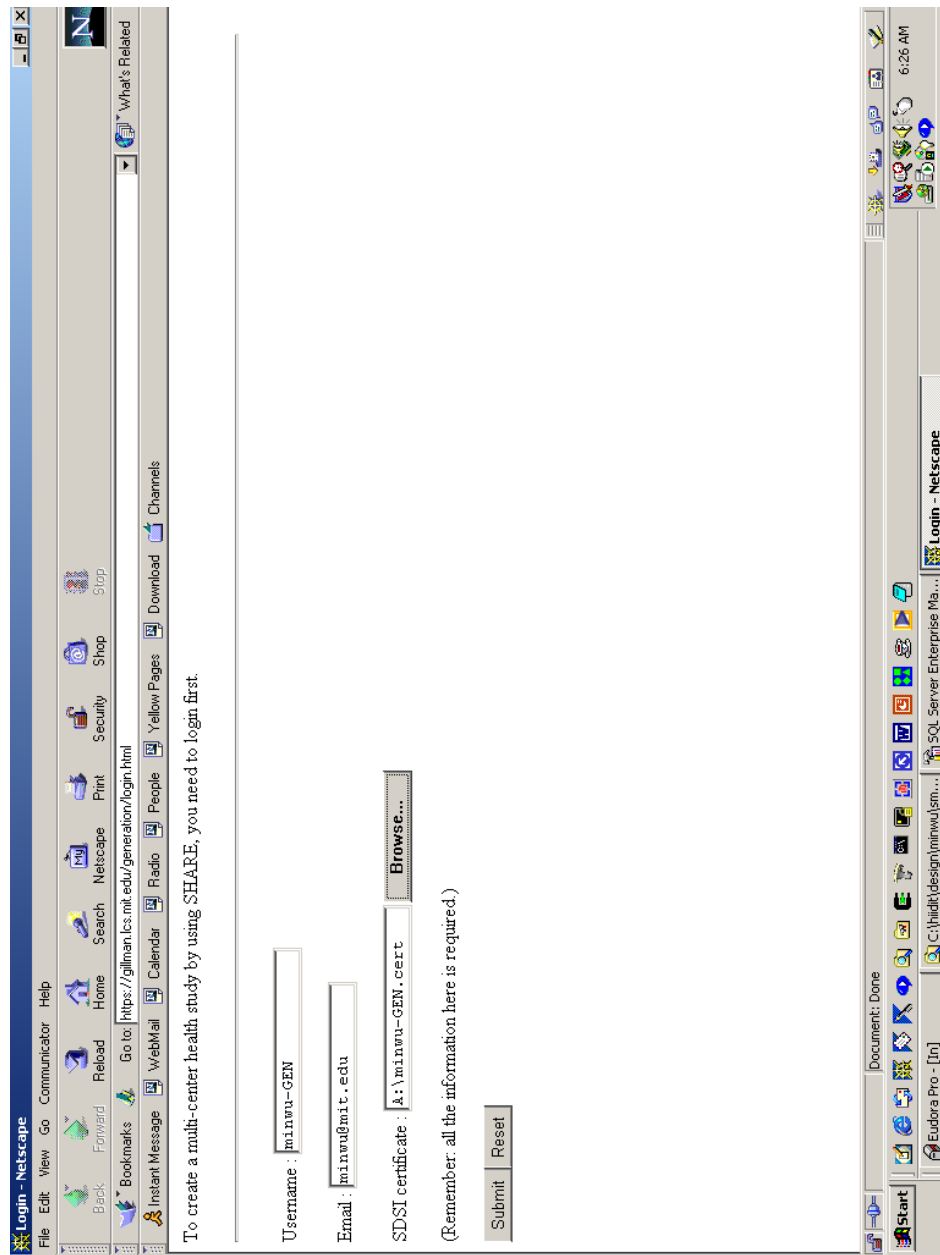 Login - Netscape
File Edit View Go Communicator Help
Back Forward Reload Home Search Netscape Print Security Shop Stop
My
N
Bookmarks Go to: https://gillman.lcs.mit.edu/generation/login.html What's Related
Instant Message WebMail Calendar Radio People Yellow Pages Download Channels
To create a multi-center health study by using SHARE, you need to login first.
Username : minwu-GEN
Email : minwu@mit.edu
SDSI certificate : A:\minwu-GEN.cert Browse...
(Remember: all the information here is required.)
Submit Reset
Document: Done
Start 6:26 AM
Eudora Pro - [In] C:\hiidit\design\minwu\sm... SQL Server Enterprise Ma... Login - Netscape